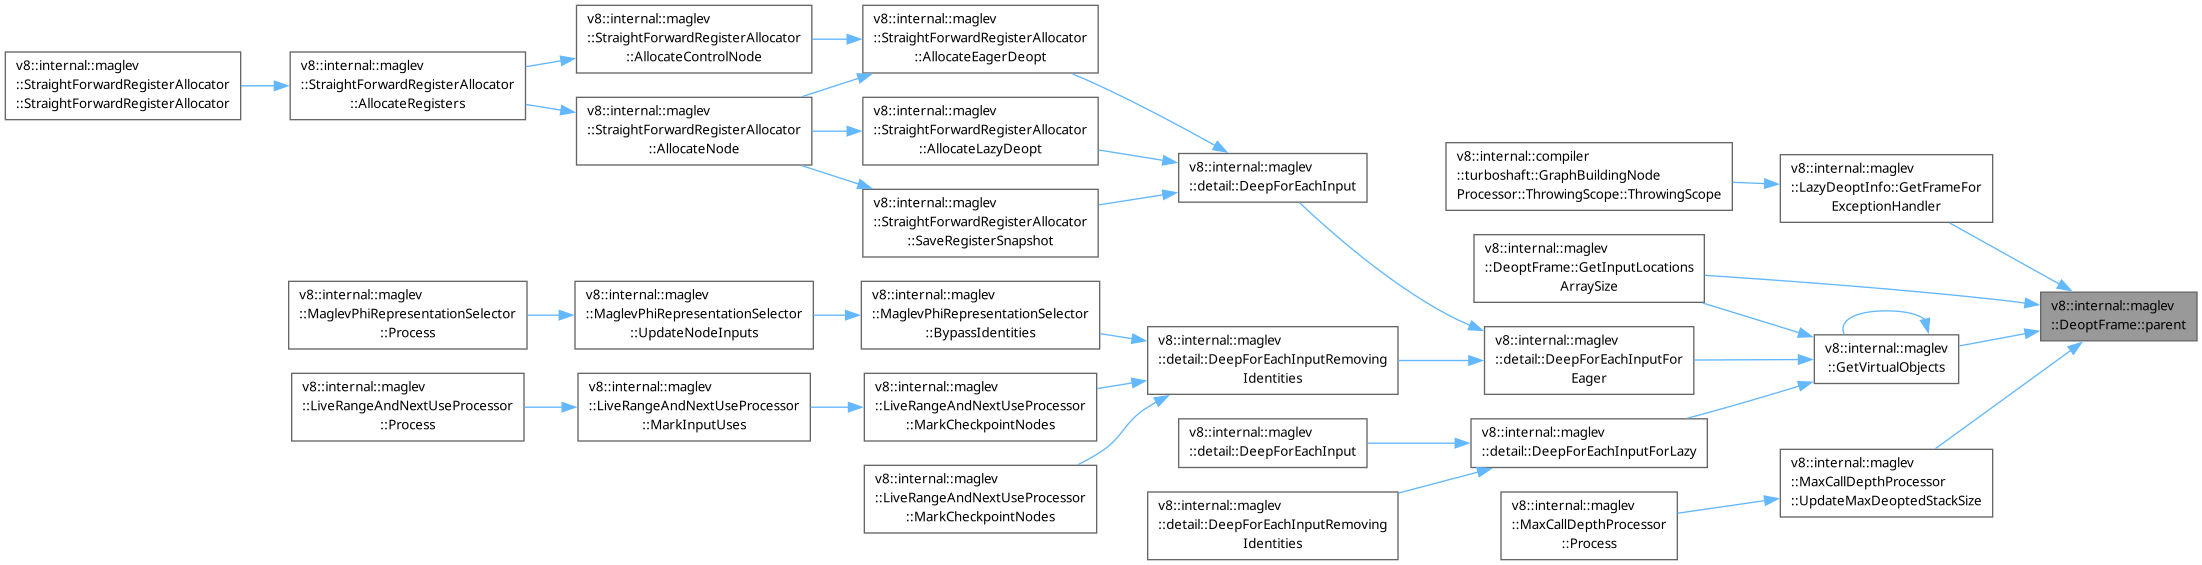 v8::internal::maglev
::StraightForwardRegisterAllocator
::StraightForwardRegisterAllocator
v8::internal::maglev
::StraightForwardRegisterAllocator
::AllocateRegisters
v8::internal::maglev
::StraightForwardRegisterAllocator
::AllocateControlNode
v8::internal::maglev
::StraightForwardRegisterAllocator
::AllocateNode
v8::internal::maglev
::StraightForwardRegisterAllocator
::AllocateEagerDeopt
v8::internal::maglev
::StraightForwardRegisterAllocator
::AllocateLazyDeopt
v8::internal::maglev
::StraightForwardRegisterAllocator
::SaveRegisterSnapshot
v8::internal::maglev
::detail::DeepForEachInput
v8::internal::compiler
::turboshaft::GraphBuildingNode
Processor::ThrowingScope::ThrowingScope
v8::internal::maglev
::LazyDeoptInfo::GetFrameFor
ExceptionHandler
v8::internal::maglev
::DeoptFrame::GetInputLocations
ArraySize
v8::internal::maglev
::DeoptFrame::parent
v8::internal::maglev
::GetVirtualObjects
v8::internal::maglev
::MaglevPhiRepresentationSelector
::Process
v8::internal::maglev
::MaglevPhiRepresentationSelector
::UpdateNodeInputs
v8::internal::maglev
::MaglevPhiRepresentationSelector
::BypassIdentities
v8::internal::maglev
::detail::DeepForEachInputRemoving
Identities
v8::internal::maglev
::detail::DeepForEachInputFor
Eager
v8::internal::maglev
::LiveRangeAndNextUseProcessor
::Process
v8::internal::maglev
::LiveRangeAndNextUseProcessor
::MarkInputUses
v8::internal::maglev
::LiveRangeAndNextUseProcessor
::MarkCheckpointNodes
v8::internal::maglev
::LiveRangeAndNextUseProcessor
::MarkCheckpointNodes
v8::internal::maglev
::detail::DeepForEachInput
v8::internal::maglev
::detail::DeepForEachInputForLazy
v8::internal::maglev
::detail::DeepForEachInputRemoving
Identities
v8::internal::maglev
::MaxCallDepthProcessor
::Process
v8::internal::maglev
::MaxCallDepthProcessor
::UpdateMaxDeoptedStackSize